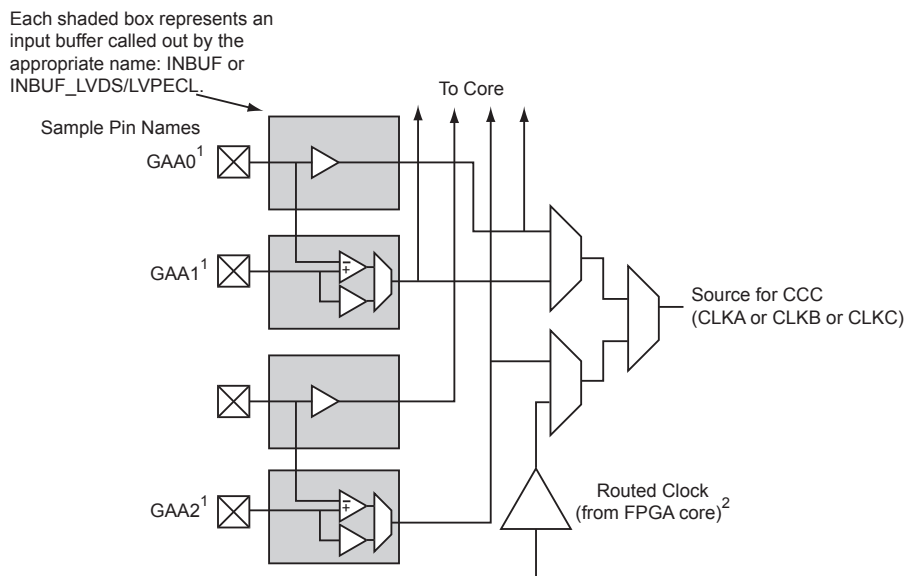 Each shaded box represents an
input buffer called out by the
appropriate name: INBUF or
INBUF_LVDS/LVPECL.
To Core
Sample Pin Names
GAA0¹
GAA1¹
−
+
Source for CCC
(CLKA or CLKB or CLKC)
GAA2¹
−
+
Routed Clock
(from FPGA core)²